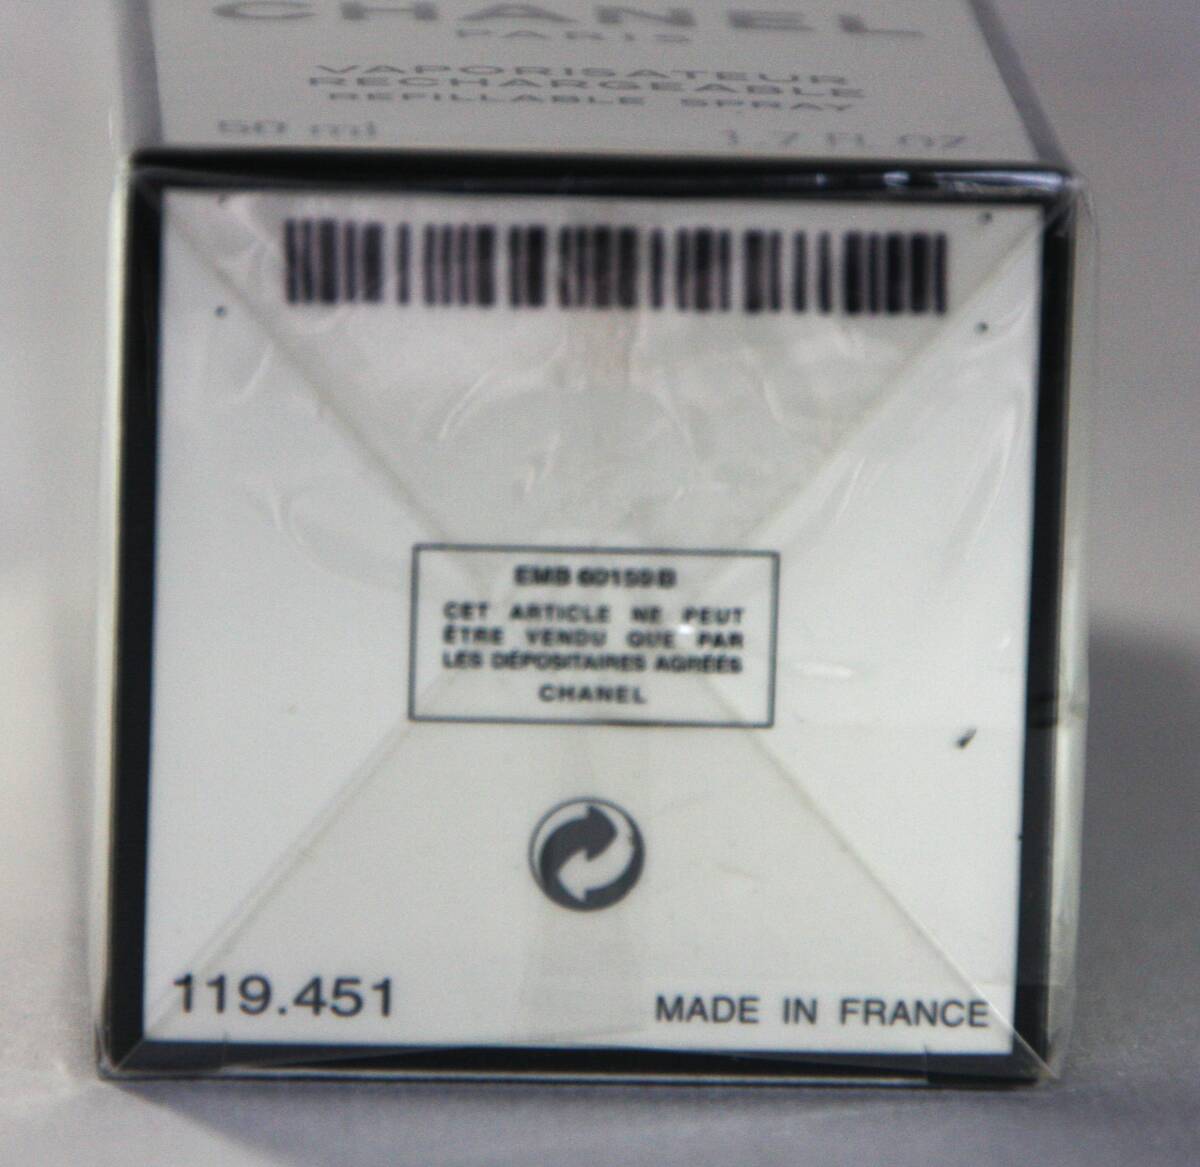 CHANEL
PARIS
VAPORISATEUR
RECHARGEABLE
REFILLABLE SPRAY
50 ml 1.7 FL. OZ
EMB 60159B
CET ARTICLE NE PEUT
ÊTRE VENDU QUE PAR
LES DÉPOSITAIRES AGRÉÉS
CHANEL
119.451
MADE IN FRANCE